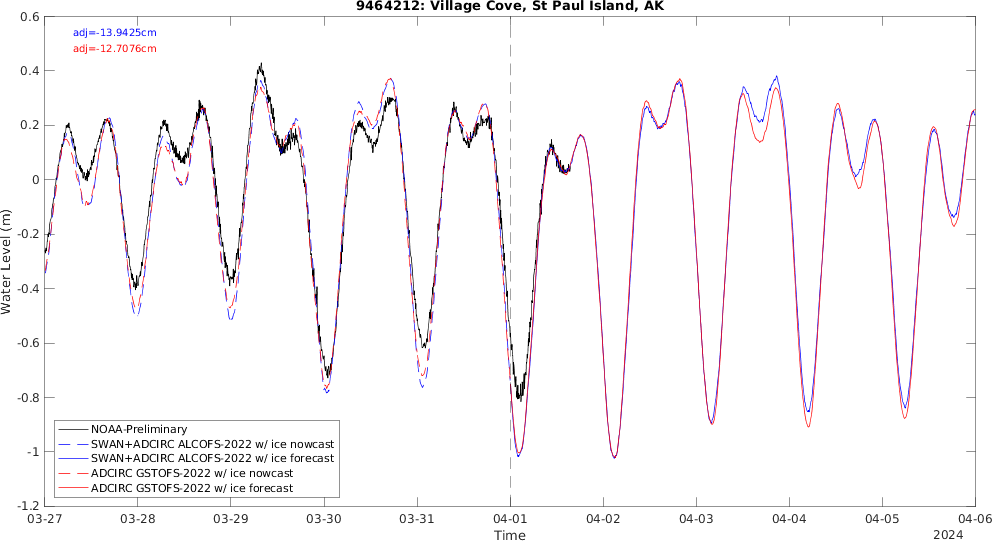 9464212: Village Cove, St Paul Island, AK
adj=-13.9425cm
adj=-12.7076cm
0.6
0.4
0.2
0
-0.2
-0.4
-0.6
-0.8
-1
-1.2
Water Level (m)
NOAA-Preliminary
SWAN+ADCIRC ALCOFS-2022 w/ ice nowcast
SWAN+ADCIRC ALCOFS-2022 w/ ice forecast
ADCIRC GSTOFS-2022 w/ ice nowcast
ADCIRC GSTOFS-2022 w/ ice forecast
03-27 03-28 03-29 03-30 03-31 04-01 04-02 04-03 04-04 04-05 04-06
Time
2024